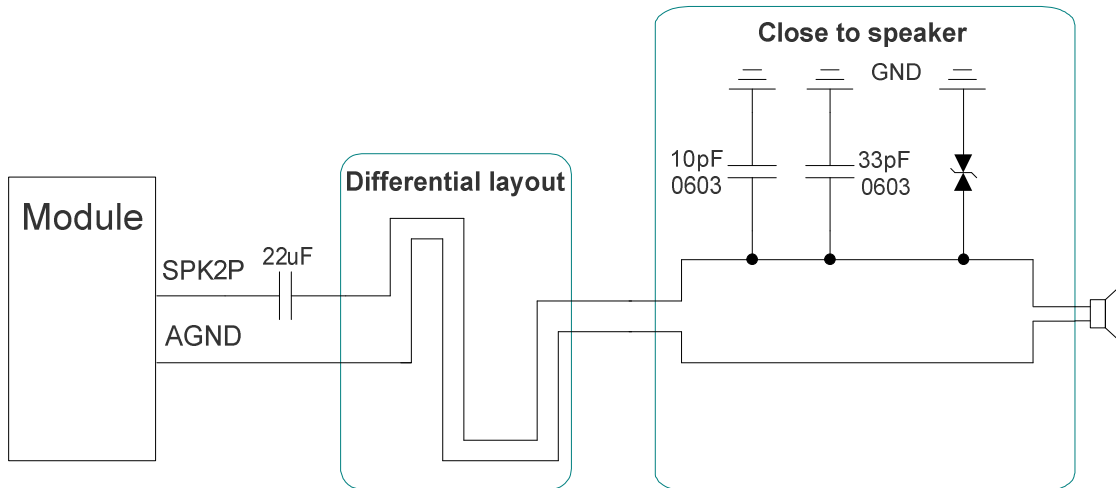 Close to speaker
GND
10pF
0603
33pF
0603
Differential layout
Module
SPK2P
22uF
AGND